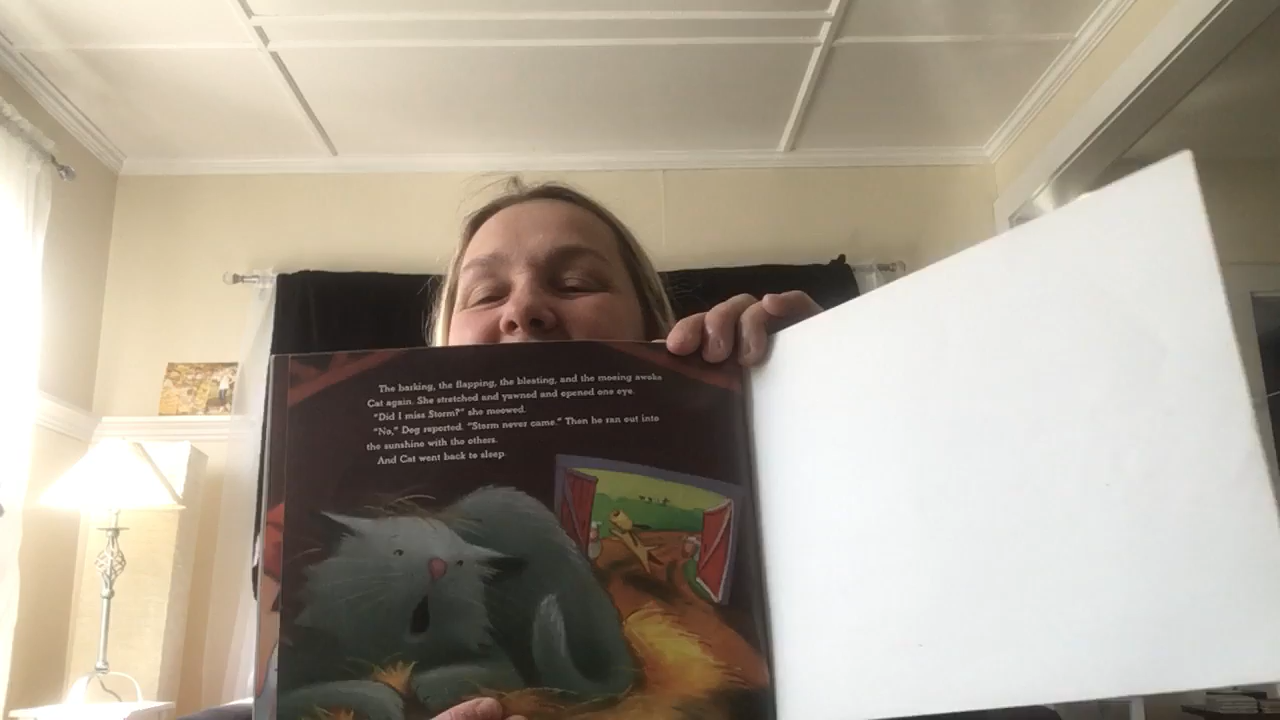 The barking, the flapping, the bleating, and the mooing awoke
Cat again. She stretched and yawned and opened one eye.
"Did I miss Storm?" she meowed.
"No," Dog reported. "Storm never came." Then he ran out into
the sunshine with the others.
And Cat went back to sleep.